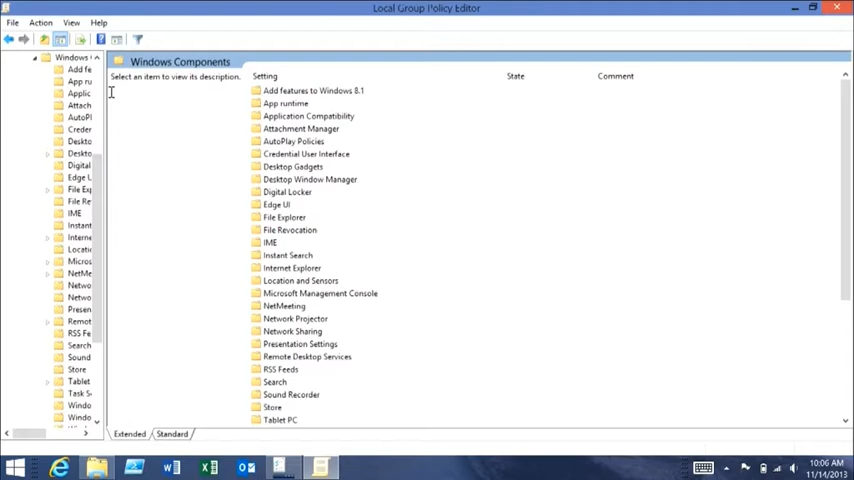 Local Group Policy Editor
File Action View Help
Windows
Add fe
App ru
Applic
Attach
AutoPl
Creder
Deskto
Deskto
Digital
Edge U
File Exp
File Re
IME
Instant
Interne
Locatic
Micros
NetMe
Netwo
Netwo
Presen
Remot
RSS Fe
Search
Sound
Store
Tablet
Task S
Windo
Windo
Windows Components
Select an item to view its description.
Setting State Comment
Add features to Windows 8.1
App runtime
Application Compatibility
Attachment Manager
AutoPlay Policies
Credential User Interface
Desktop Gadgets
Desktop Window Manager
Digital Locker
Edge UI
File Explorer
File Revocation
IME
Instant Search
Internet Explorer
Location and Sensors
Microsoft Management Console
NetMeeting
Network Projector
Network Sharing
Presentation Settings
Remote Desktop Services
RSS Feeds
Search
Sound Recorder
Store
Tablet PC
Extended Standard
10:06 AM
11/14/2013